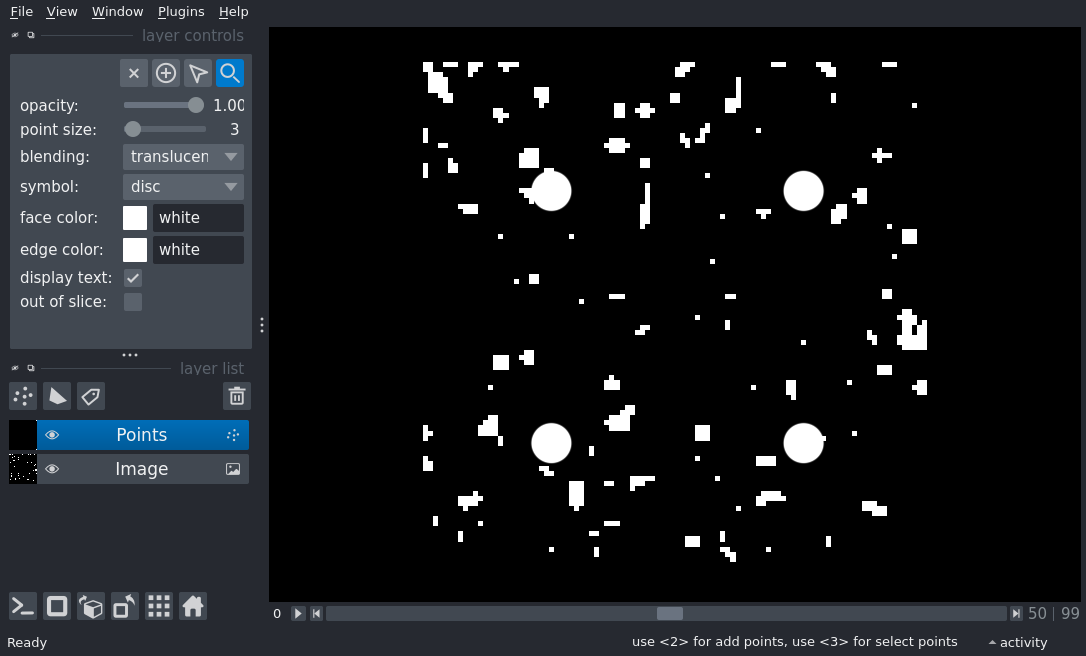 File View Window Plugins Help
layer controls
opacity: 1.00
point size: 3
blending: translucen
symbol: disc
face color: white
edge color: white
display text:
out of slice:
layer list
Points
Image
0 50 | 99
Ready use <2> for add points, use <3> for select points activity